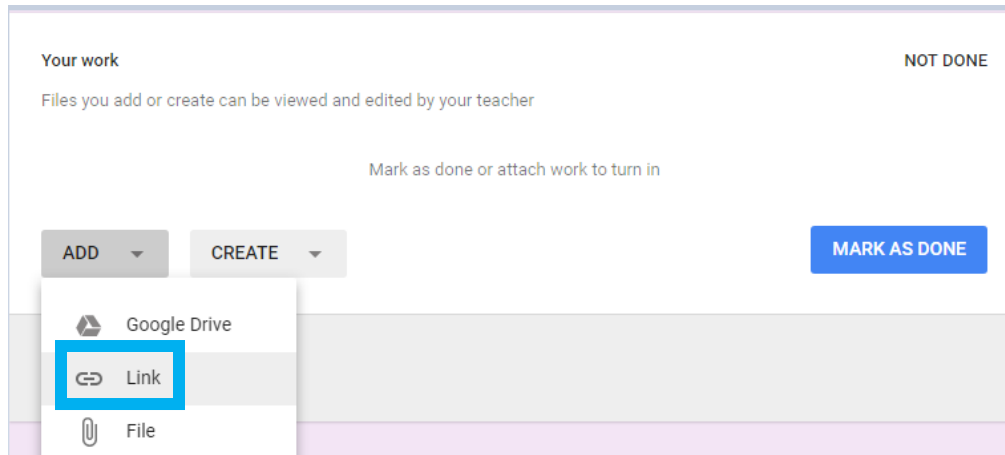 Your work NOT DONE
Files you add or create can be viewed and edited by your teacher
Mark as done or attach work to turn in
ADD CREATE MARK AS DONE
Google Drive
Link
File